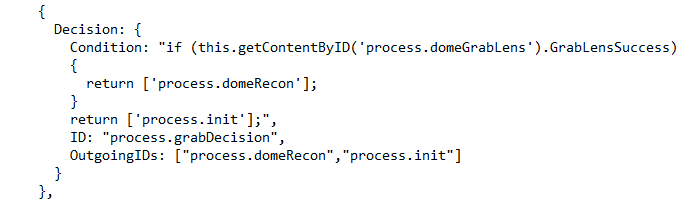 {
Decision: {
Condition: "if (this.getContentByID('process.domeGrabLens').GrabLensSuccess)
{
return ['process.domeRecon'];
}
return ['process.init'];",
ID: "process.grabDecision",
OutgoingIDs: ["process.domeRecon","process.init"]
}
},